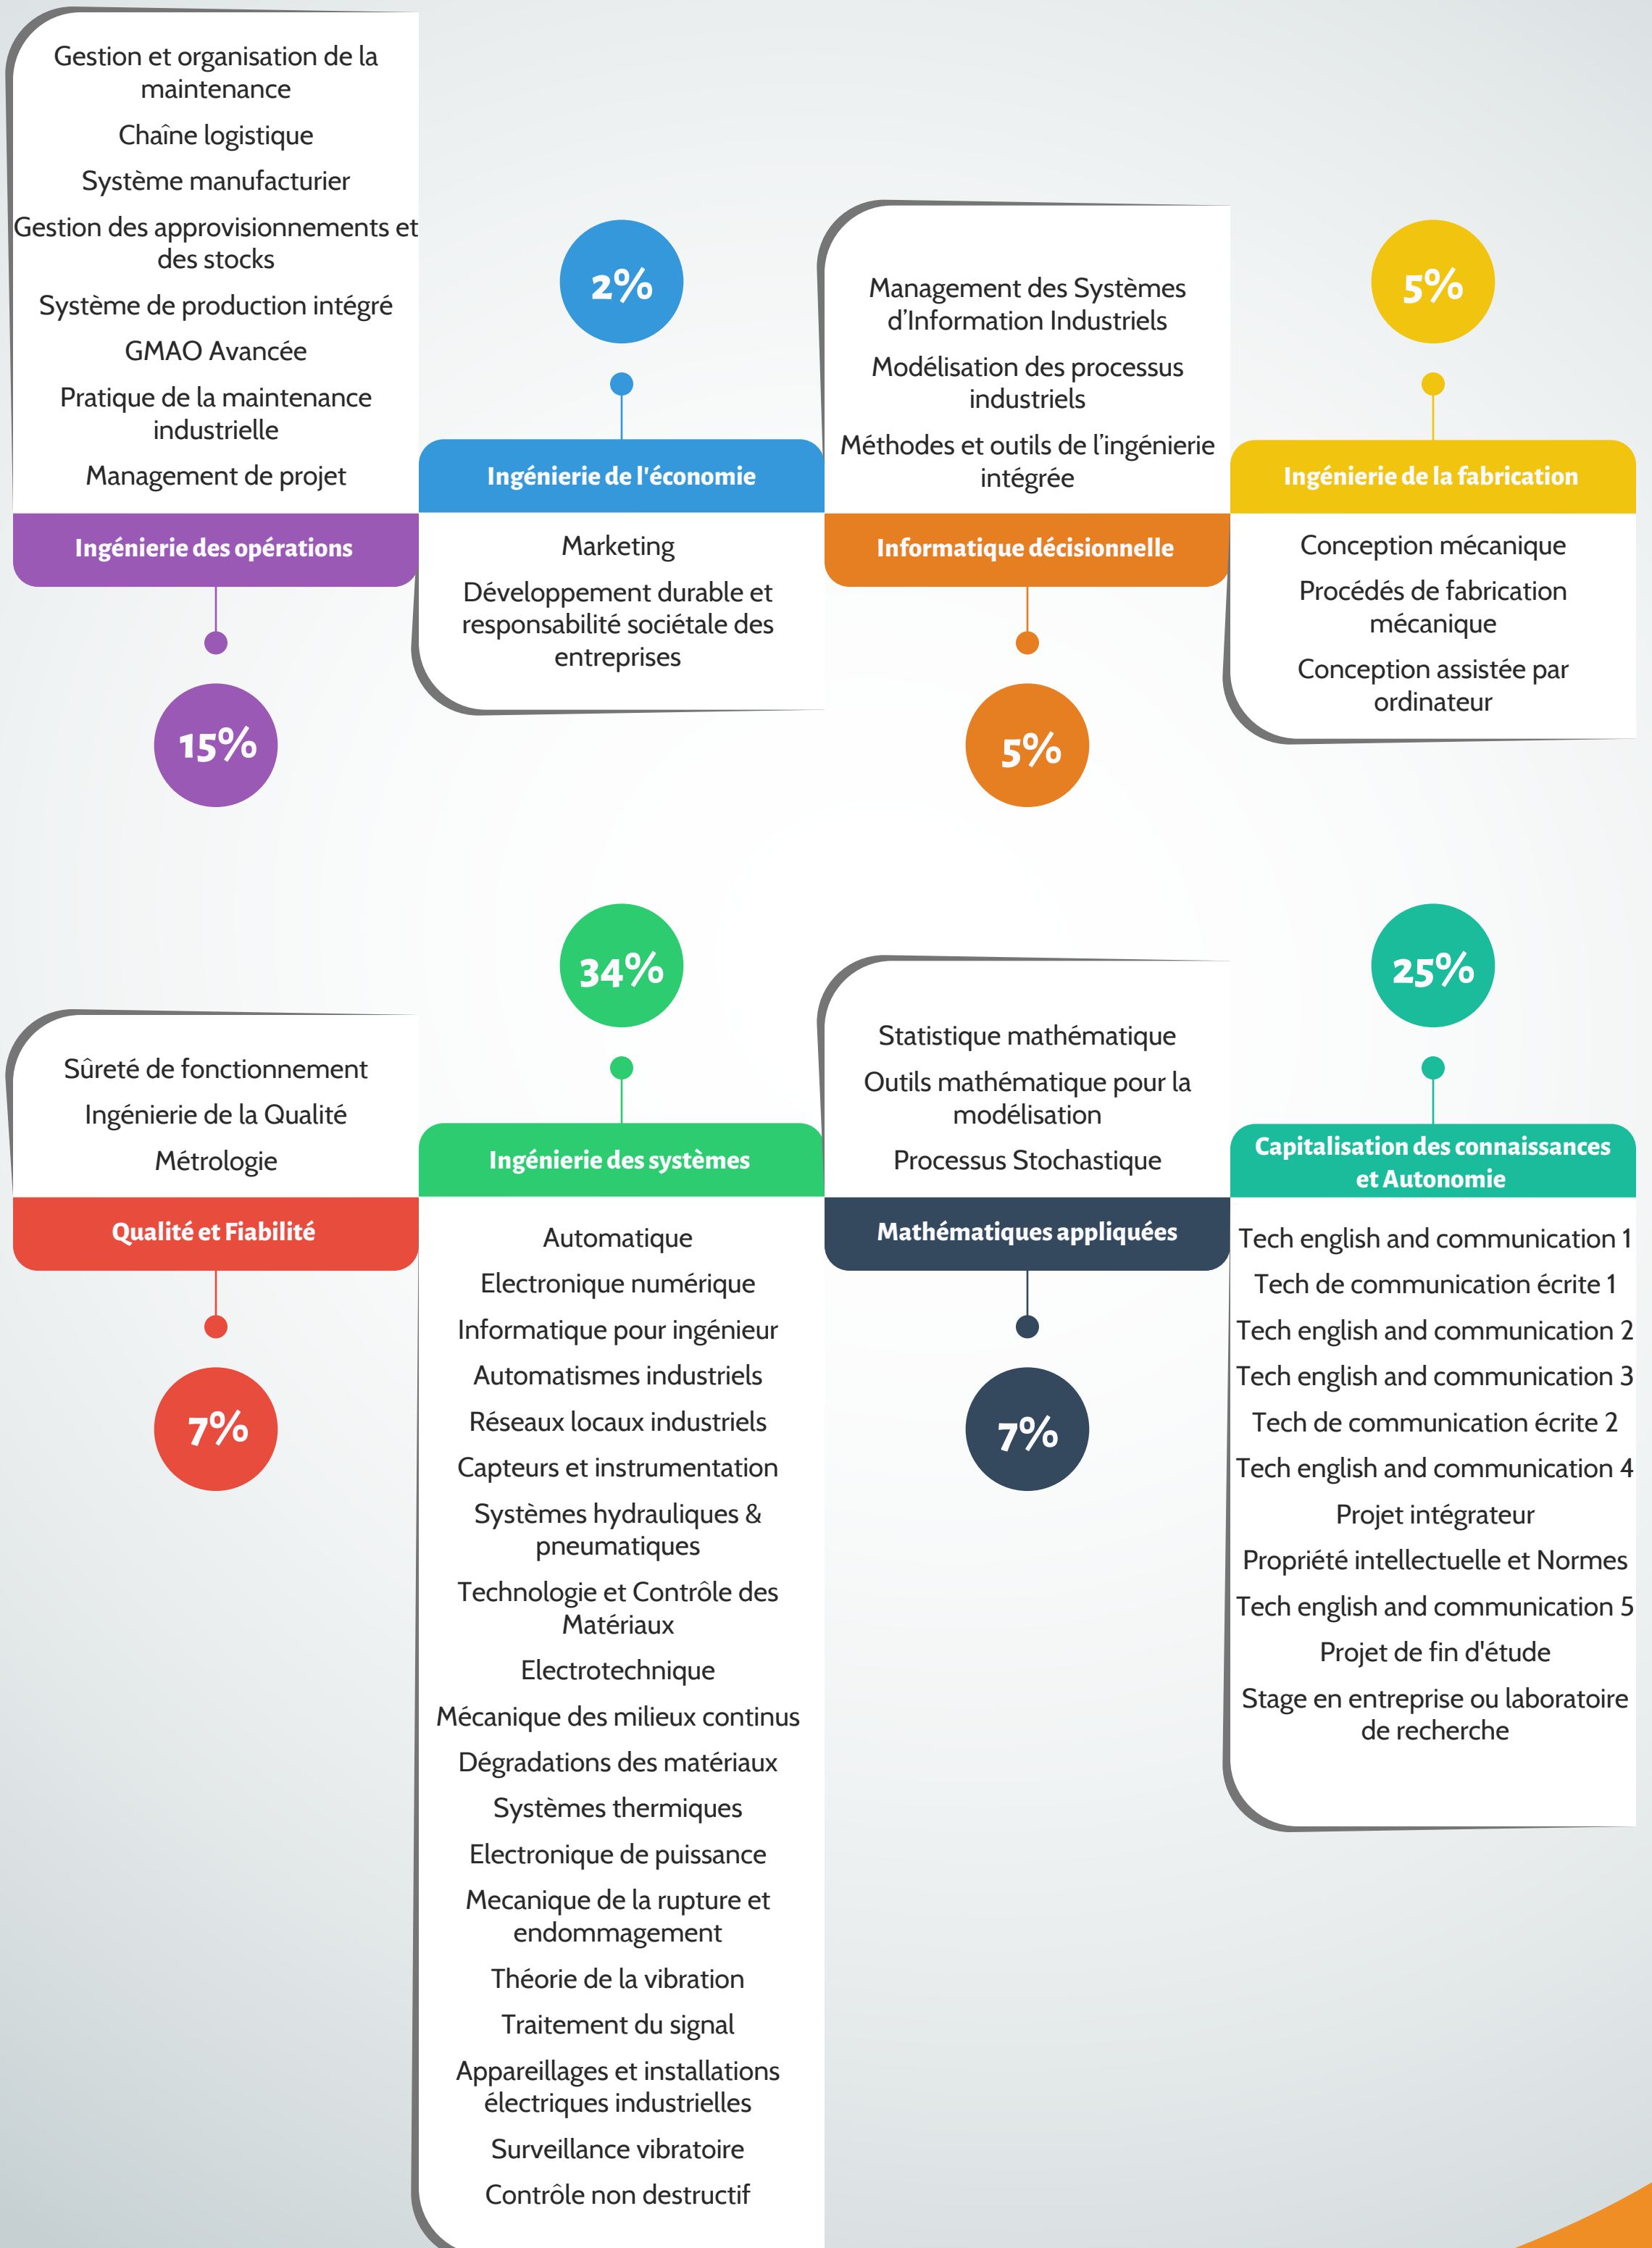 Gestion et organisation de la
maintenance
Chaîne logistique
Système manufacturier
Gestion des approvisionnements et
des stocks
Système de production intégré
GMAO Avancée
Pratique de la maintenance
industrielle
Management de projet
Ingénierie des opérations
15%
2%
Ingénierie de l'économie
Marketing
Développement durable et
responsabilité sociétale des
entreprises
Management des Systèmes
d’Information Industriels
Modélisation des processus
industriels
Méthodes et outils de l’ingénierie
intégrée
Informatique décisionnelle
5%
5%
Ingénierie de la fabrication
Conception mécanique
Procédés de fabrication
mécanique
Conception assistée par
ordinateur
Sûreté de fonctionnement
Ingénierie de la Qualité
Métrologie
Qualité et Fiabilité
7%
34%
Ingénierie des systèmes
Automatique
Electronique numérique
Informatique pour ingénieur
Automatismes industriels
Réseaux locaux industriels
Capteurs et instrumentation
Systèmes hydrauliques &
pneumatiques
Technologie et Contrôle des
Matériaux
Electrotechnique
Mécanique des milieux continus
Dégradations des matériaux
Systèmes thermiques
Electronique de puissance
Mecanique de la rupture et
endommagement
Théorie de la vibration
Traitement du signal
Appareillages et installations
électriques industrielles
Surveillance vibratoire
Contrôle non destructif
Statistique mathématique
Outils mathématique pour la
modélisation
Processus Stochastique
Mathématiques appliquées
7%
25%
Capitalisation des connaissances
et Autonomie
Tech english and communication 1
Tech de communication écrite 1
Tech english and communication 2
Tech english and communication 3
Tech de communication écrite 2
Tech english and communication 4
Projet intégrateur
Propriété intellectuelle et Normes
Tech english and communication 5
Projet de fin d'étude
Stage en entreprise ou laboratoire
de recherche